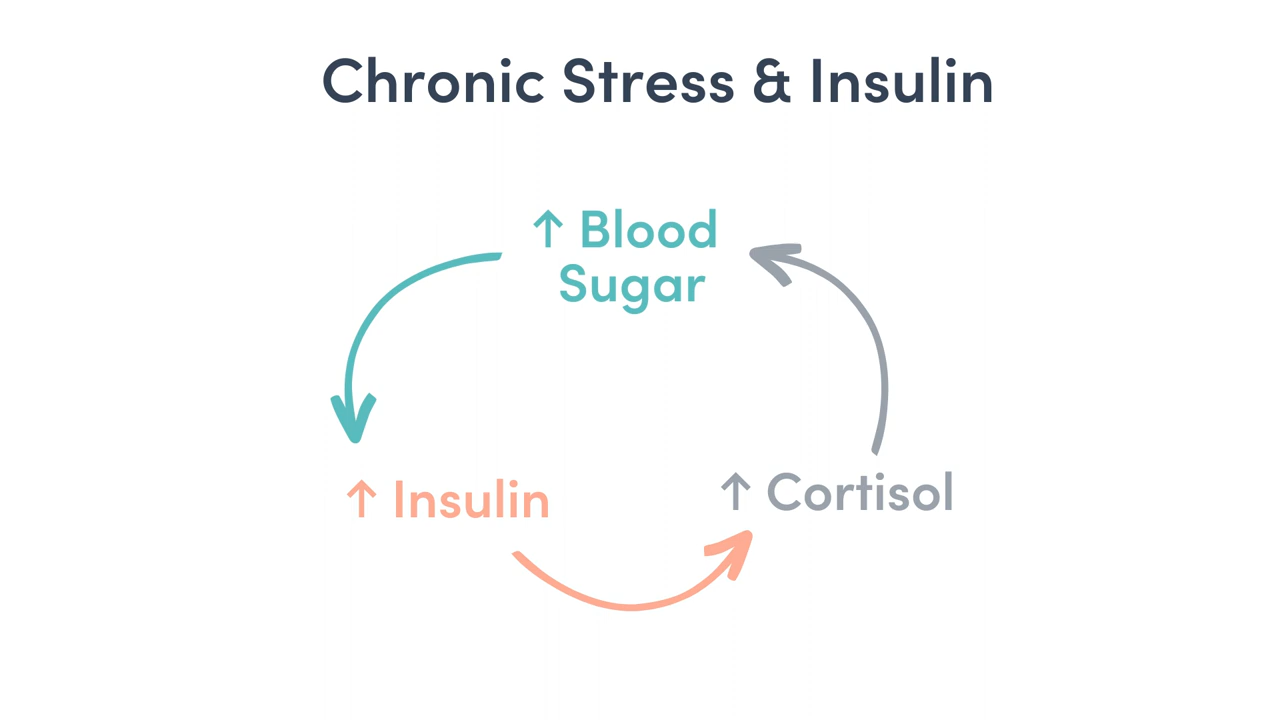 Chronic Stress & Insulin
↑ Blood
Sugar
↑ Insulin
↑ Cortisol